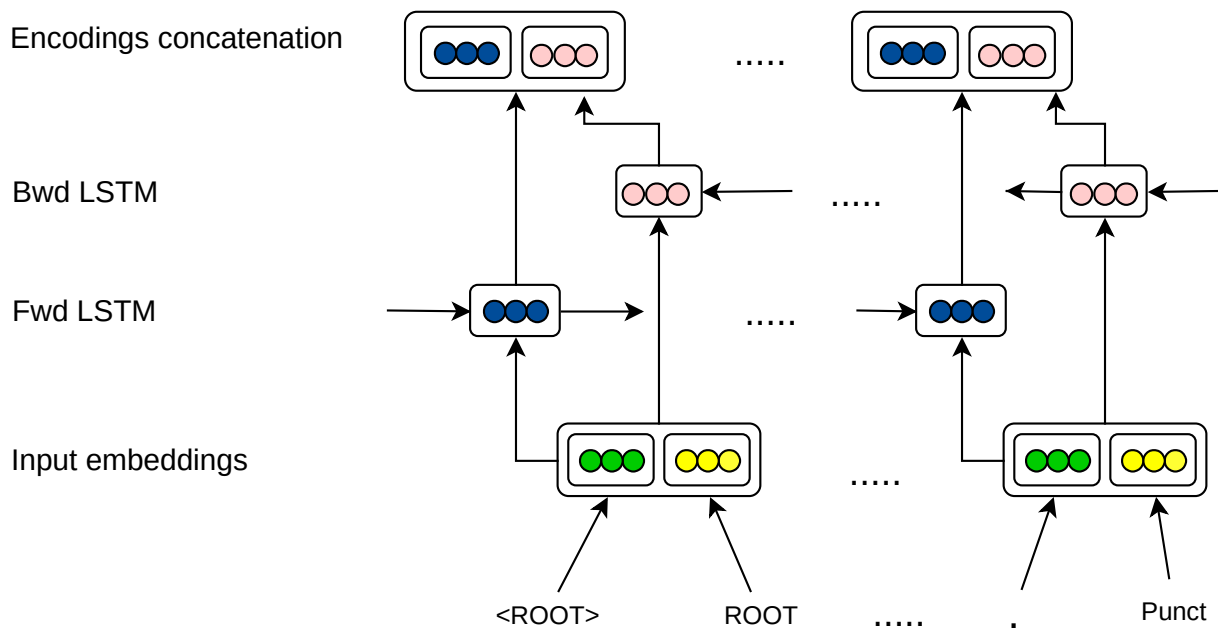 Encodings concatenation
.....
Bwd LSTM
.....
Fwd LSTM
.....
Input embeddings
.....
<ROOT> ROOT ..... . Punct